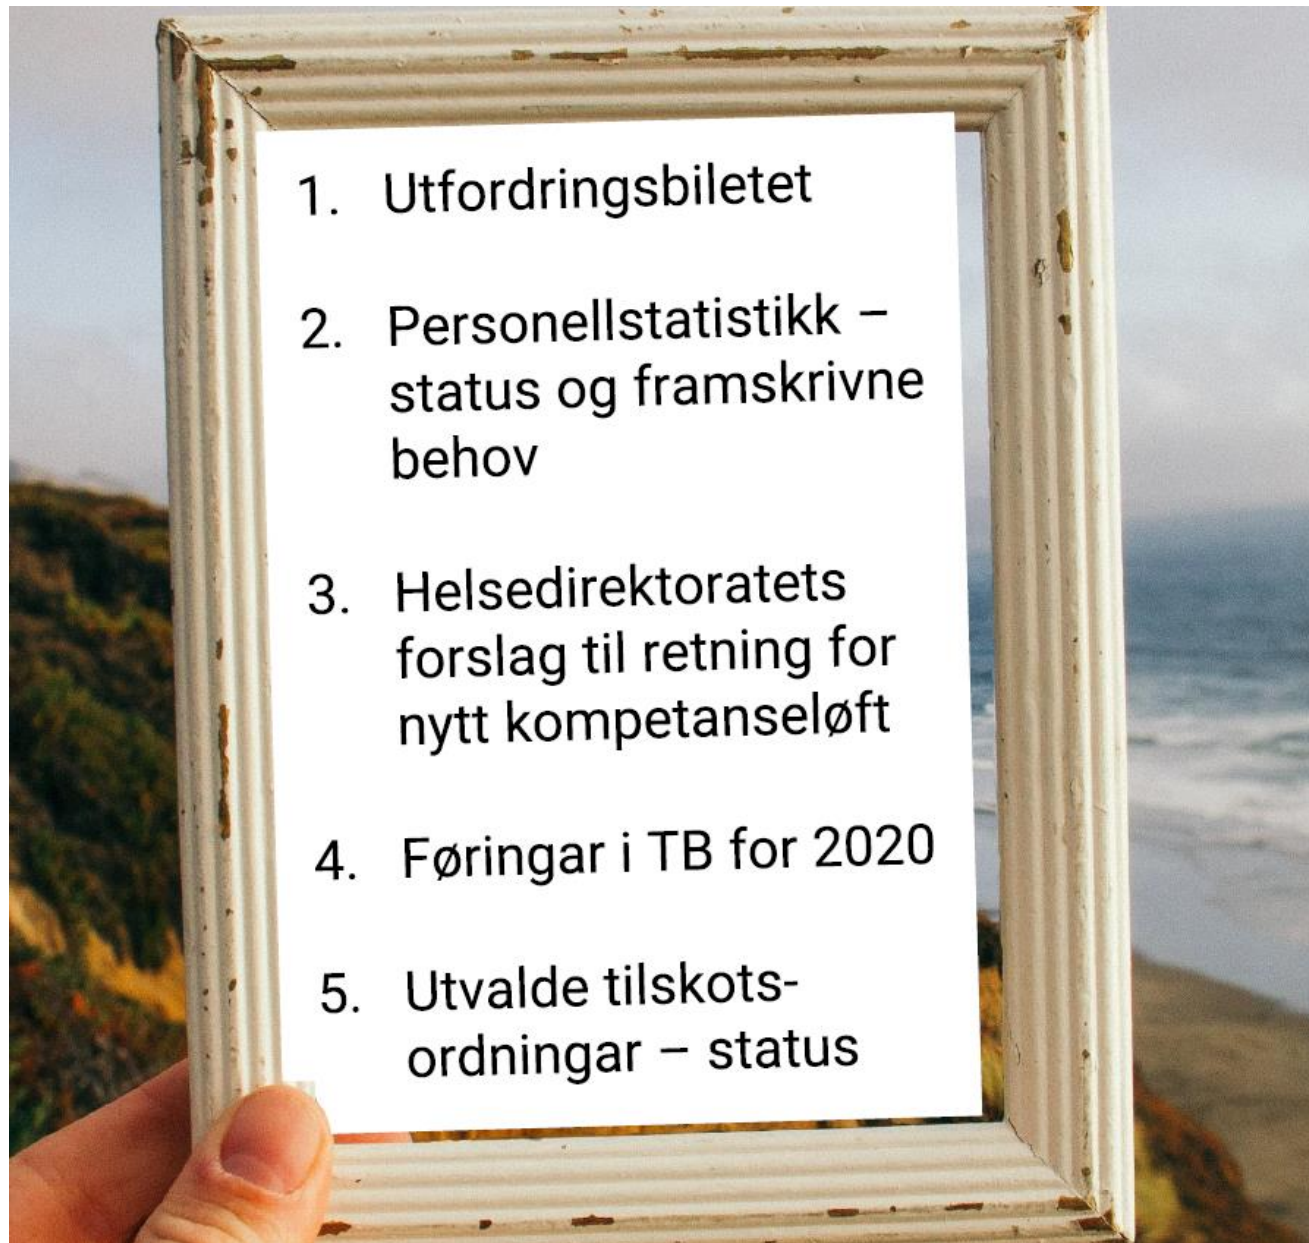 1. Utfordringsbiletet
2. Personellstatistikk –
status og framskrivne
behov
3. Helsedirektoratets
forslag til retning for
nytt kompetanseløft
4. Føringar i TB for 2020
5. Utvalde tilskots-
ordningar – status